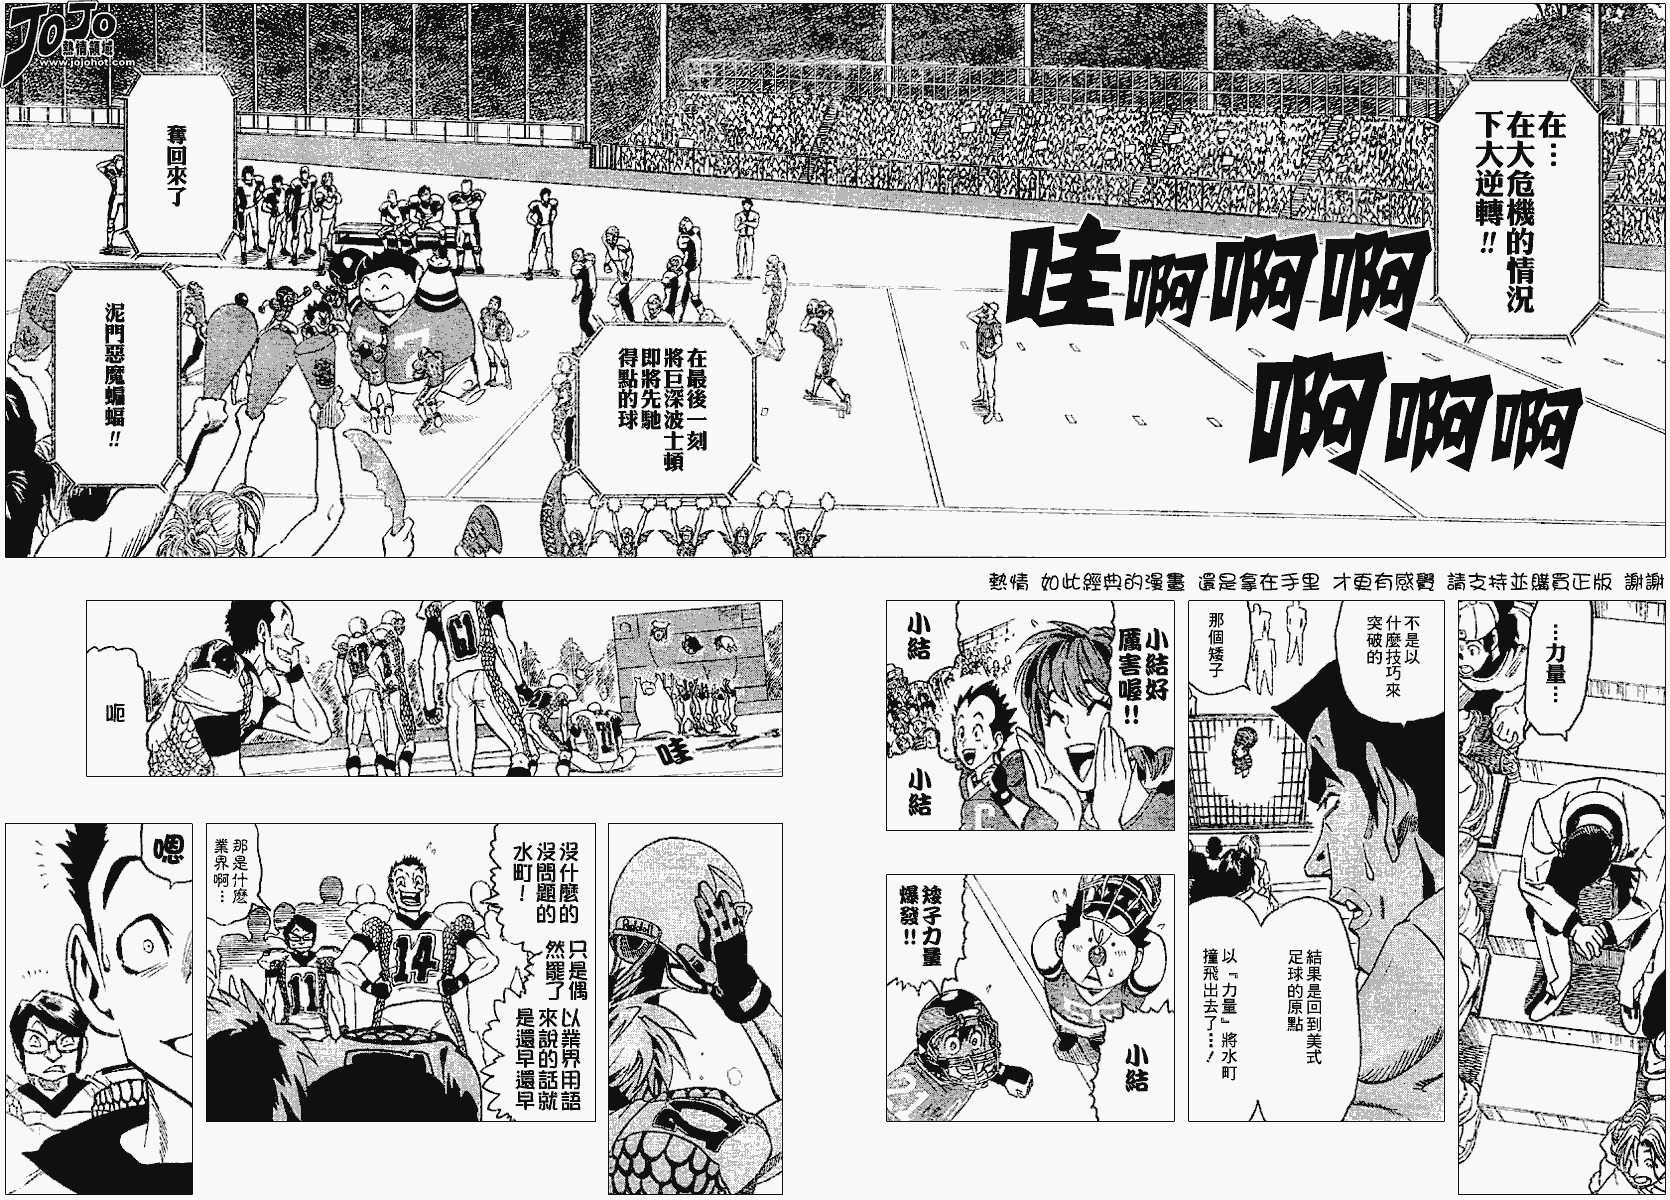 JOJO
熱情領域
www.jojohot.com
在…
在大危機的情況
下大逆轉!!
哇啊啊啊
啊啊啊
在最後一刻
將巨深波士頓
即將先馳
得點的球
奪回來了
泥門惡魔蝙蝠!!
熱情 如此經典的漫畫 還是拿在手里 才更有感覺 請支持並購買正版 謝謝
…力量…
不是以
什麼技巧來
突破的
那個矮子
結果是回到美式
足球的原點
以『力量』將水町
撞飛出去了…!
小結好
厲害喔!!
小結
小結
矮子力量
爆發!!
小結
哇
呃
沒什麼的
沒問題的
水町!
只是偶
然罷了
以業界用語
來說的話就
是還早還早
那是什麼
業界啊…
嗯